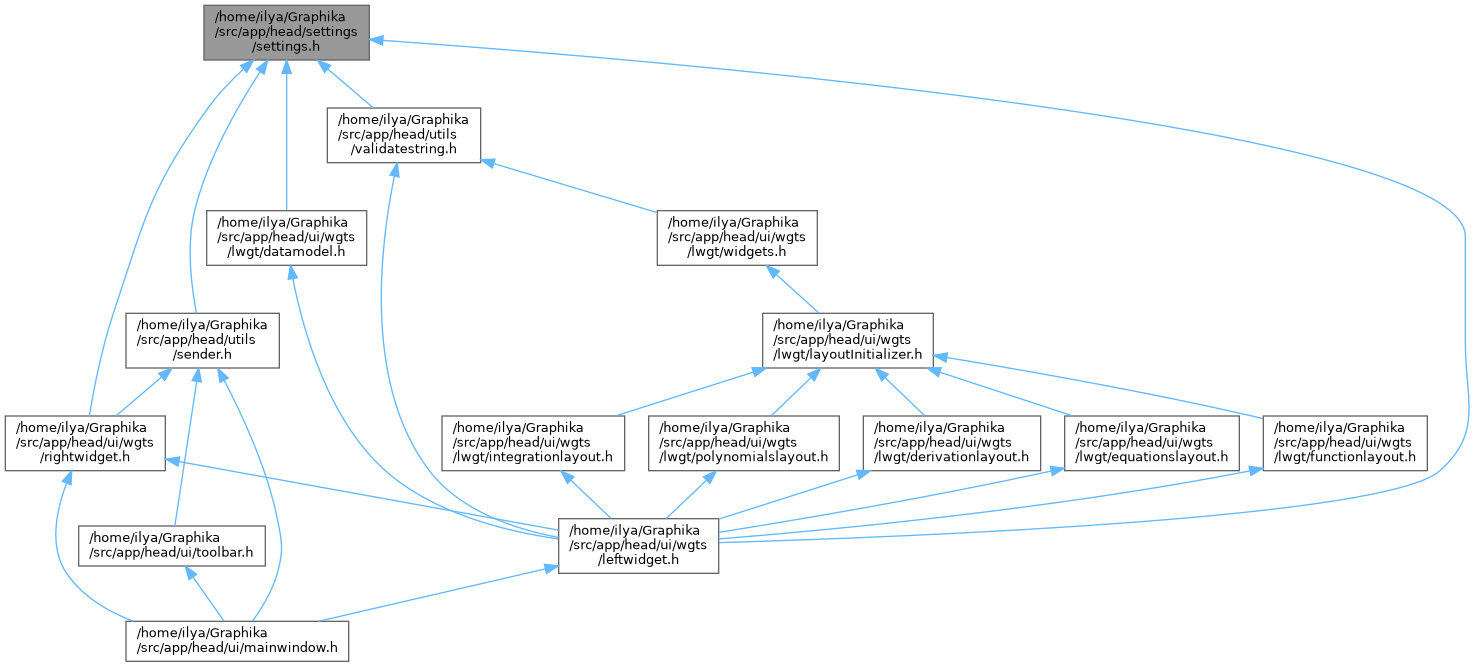 /home/ilya/Graphika
/src/app/head/settings
/settings.h
/home/ilya/Graphika
/src/app/head/utils
/validatestring.h
/home/ilya/Graphika
/src/app/head/ui/wgts
/lwgt/datamodel.h
/home/ilya/Graphika
/src/app/head/ui/wgts
/lwgt/widgets.h
/home/ilya/Graphika
/src/app/head/utils
/sender.h
/home/ilya/Graphika
/src/app/head/ui/wgts
/lwgt/layoutInitializer.h
/home/ilya/Graphika
/src/app/head/ui/wgts
/rightwidget.h
/home/ilya/Graphika
/src/app/head/ui/wgts
/lwgt/integrationlayout.h
/home/ilya/Graphika
/src/app/head/ui/wgts
/lwgt/polynomialslayout.h
/home/ilya/Graphika
/src/app/head/ui/wgts
/lwgt/derivationlayout.h
/home/ilya/Graphika
/src/app/head/ui/wgts
/lwgt/equationslayout.h
/home/ilya/Graphika
/src/app/head/ui/wgts
/lwgt/functionlayout.h
/home/ilya/Graphika
/src/app/head/ui/toolbar.h
/home/ilya/Graphika
/src/app/head/ui/wgts
/leftwidget.h
/home/ilya/Graphika
/src/app/head/ui/mainwindow.h